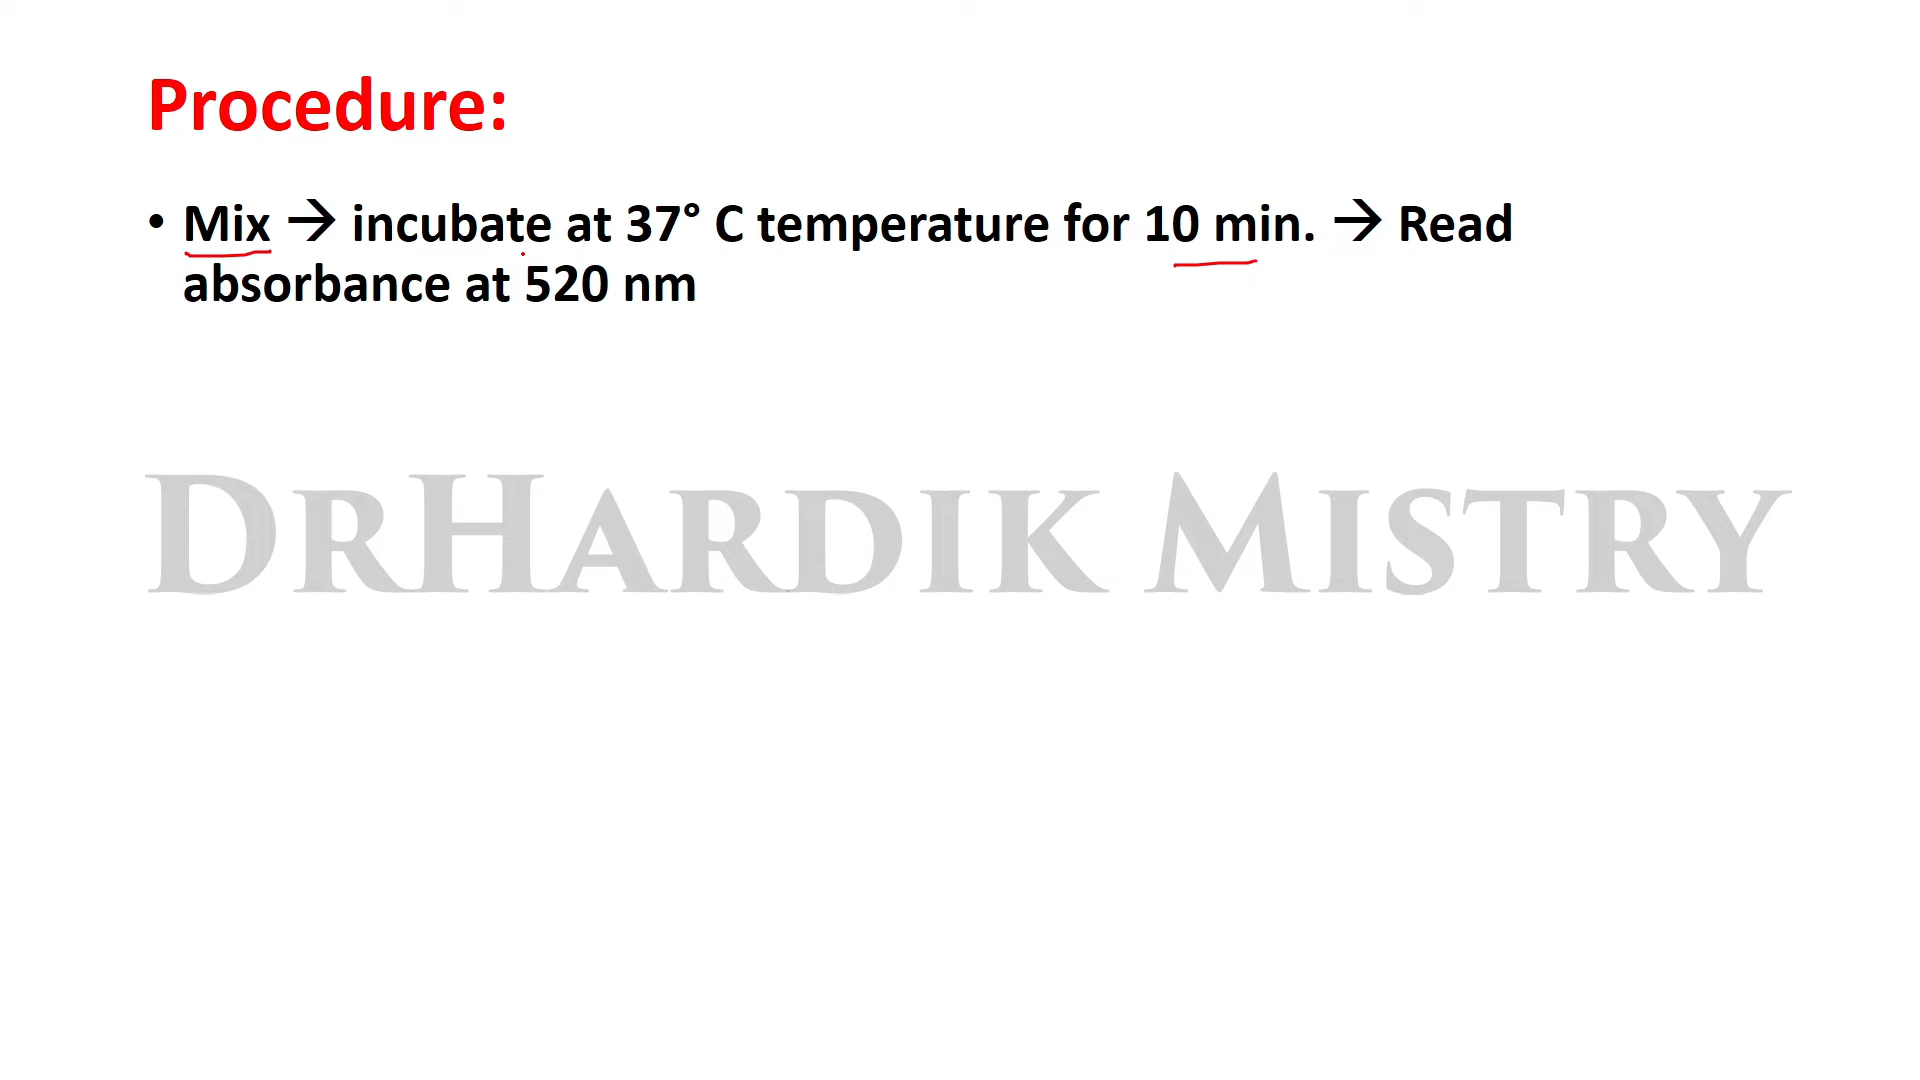 Procedure:
• Mix → incubate at 37° C temperature for 10 min. → Read
absorbance at 520 nm
DrHardik Mistry